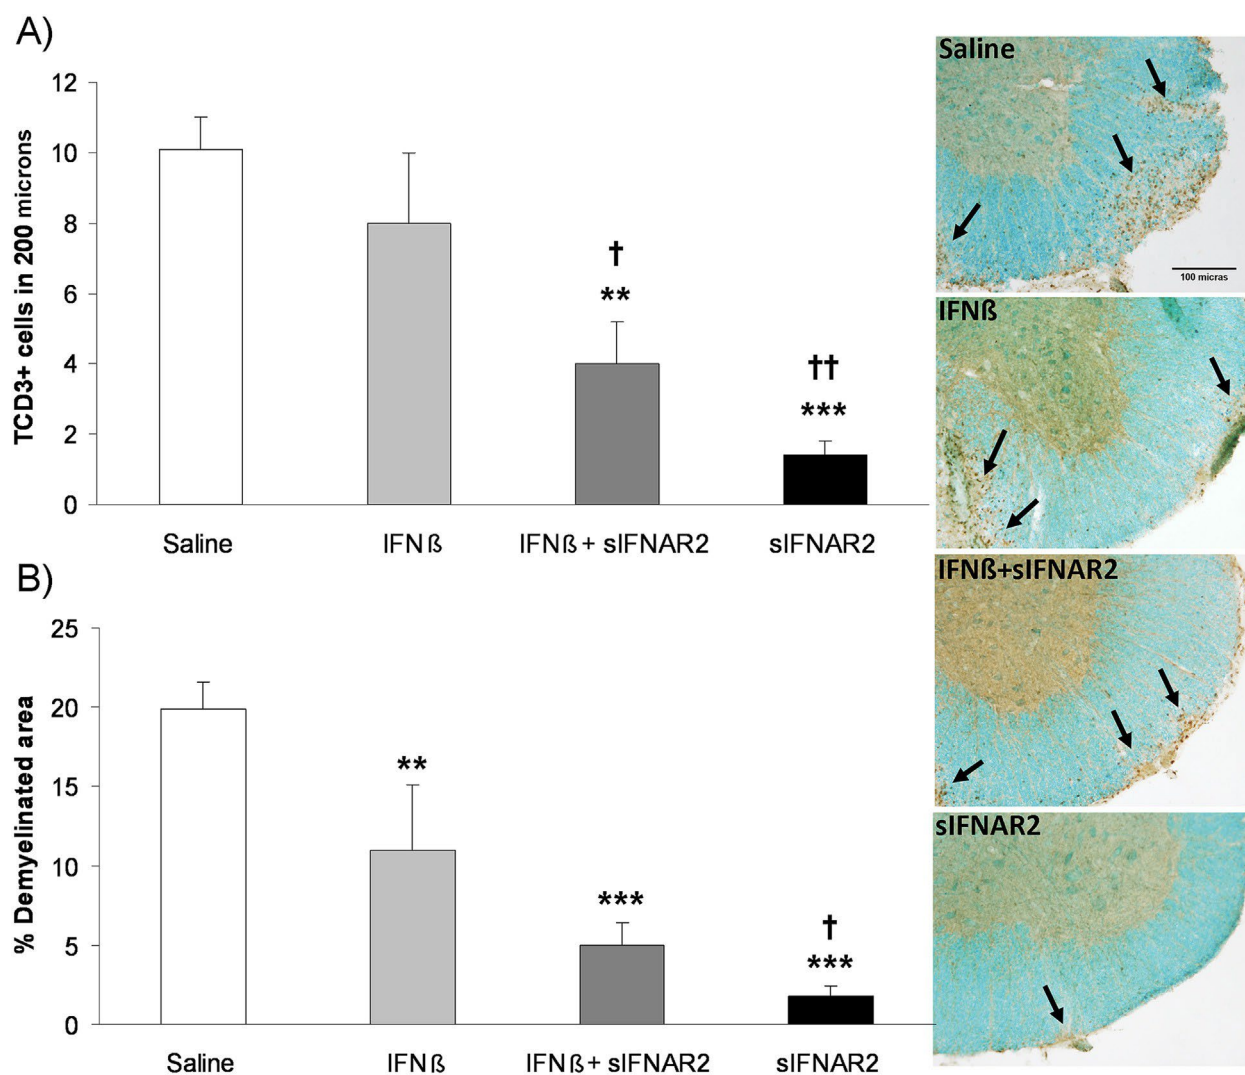 A)
TCD3+ cells in 200 microns
12
10
8
6
4
2
0
†
**
††
***
Saline
IFNß
IFNß + sIFNAR2
sIFNAR2
B)
% Demyelinated area
25
20
15
10
5
0
**
***
†
***
Saline
IFNß
IFNß + sIFNAR2
sIFNAR2
Saline
100 micras
IFNß
IFNß+sIFNAR2
sIFNAR2